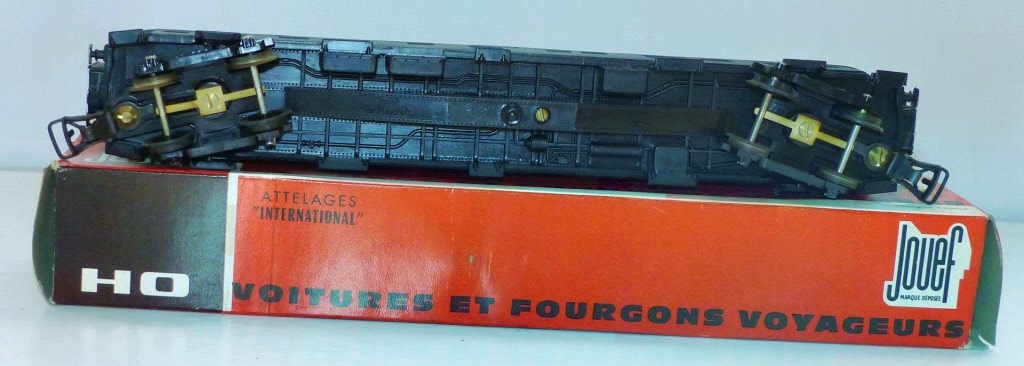 ATTELAGES
"INTERNATIONAL"
HO
VOITURES ET FOURGONS VOYAGEURS
Jouef
MARQUE DÉPOSÉE